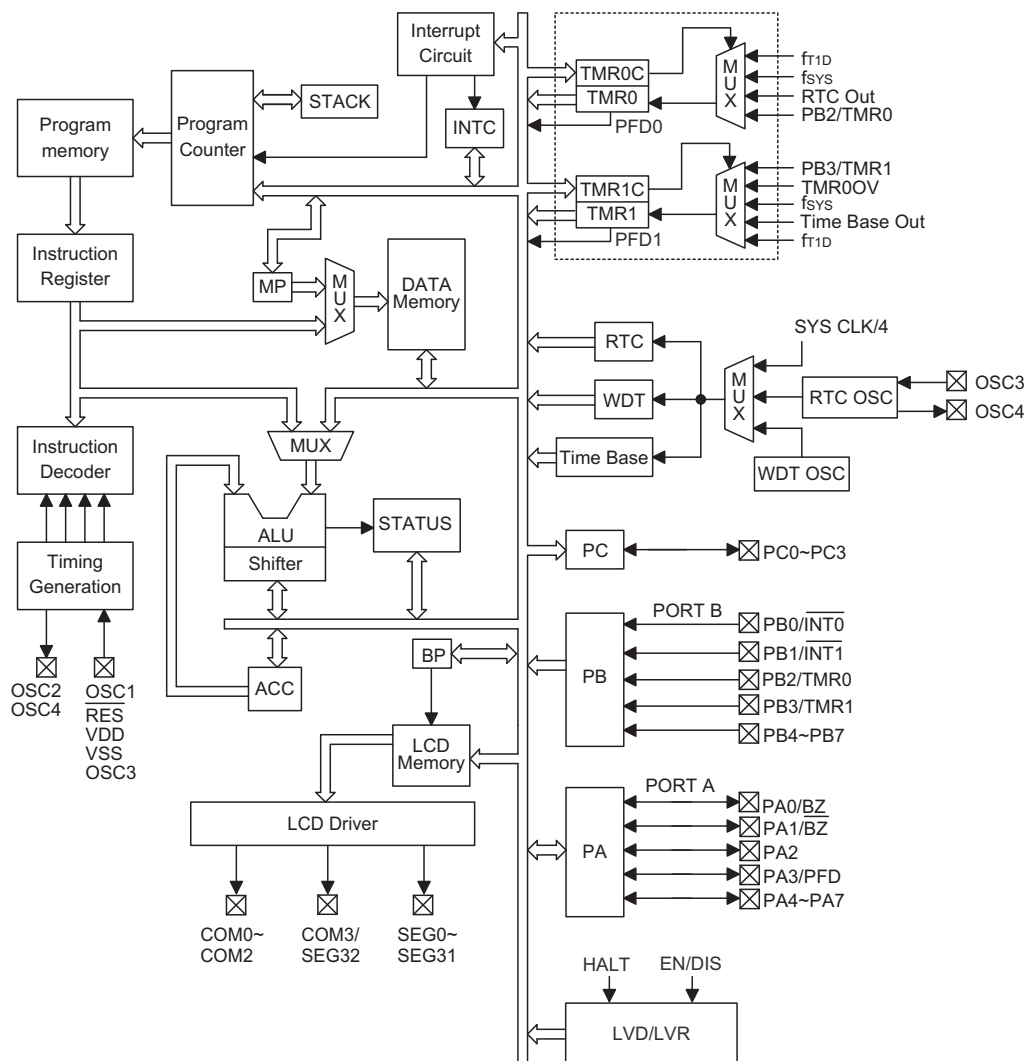 Interrupt
Circuit
STACK
INTC
Program
memory
Program
Counter
Instruction
Register
MP
MUX
DATA
Memory
Instruction
Decoder
MUX
ALU
Shifter
STATUS
Timing
Generation
OSC2
OSC4
OSC1
RES
VDD
VSS
OSC3
ACC
BP
LCD
Memory
LCD Driver
COM0~
COM2
COM3/
SEG32
SEG0~
SEG31
TMR0C
TMR0
PFD0
MUX
fT1D
fSYS
RTC Out
PB2/TMR0
TMR1C
TMR1
PFD1
MUX
PB3/TMR1
TMR0OV
fSYS
Time Base Out
fT1D
RTC
WDT
Time Base
MUX
SYS CLK/4
RTC OSC
WDT OSC
OSC3
OSC4
PC
PC0~PC3
PORT B
PB
PB0/INT0
PB1/INT1
PB2/TMR0
PB3/TMR1
PB4~PB7
PORT A
PA
PA0/BZ
PA1/BZ
PA2
PA3/PFD
PA4~PA7
HALT
EN/DIS
LVD/LVR